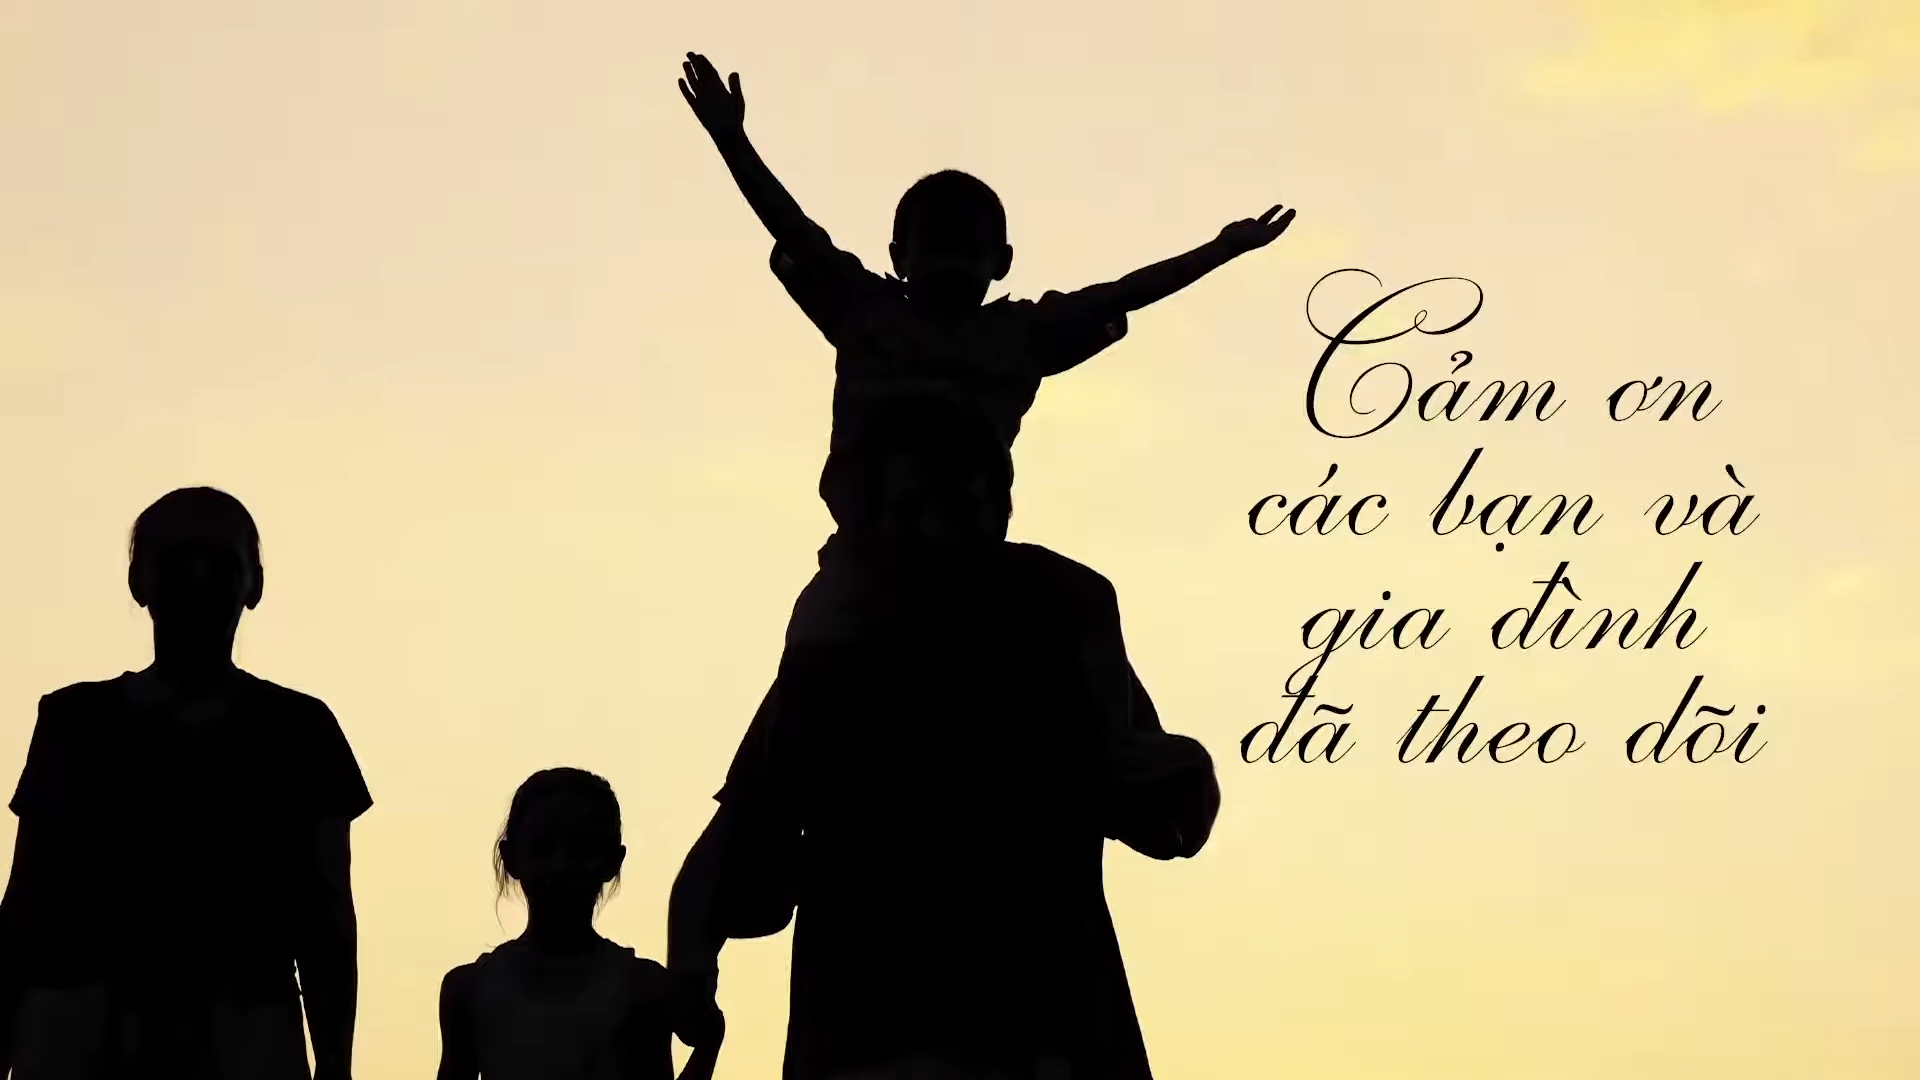 Cảm ơn
các bạn và
gia đình
đã theo dõi